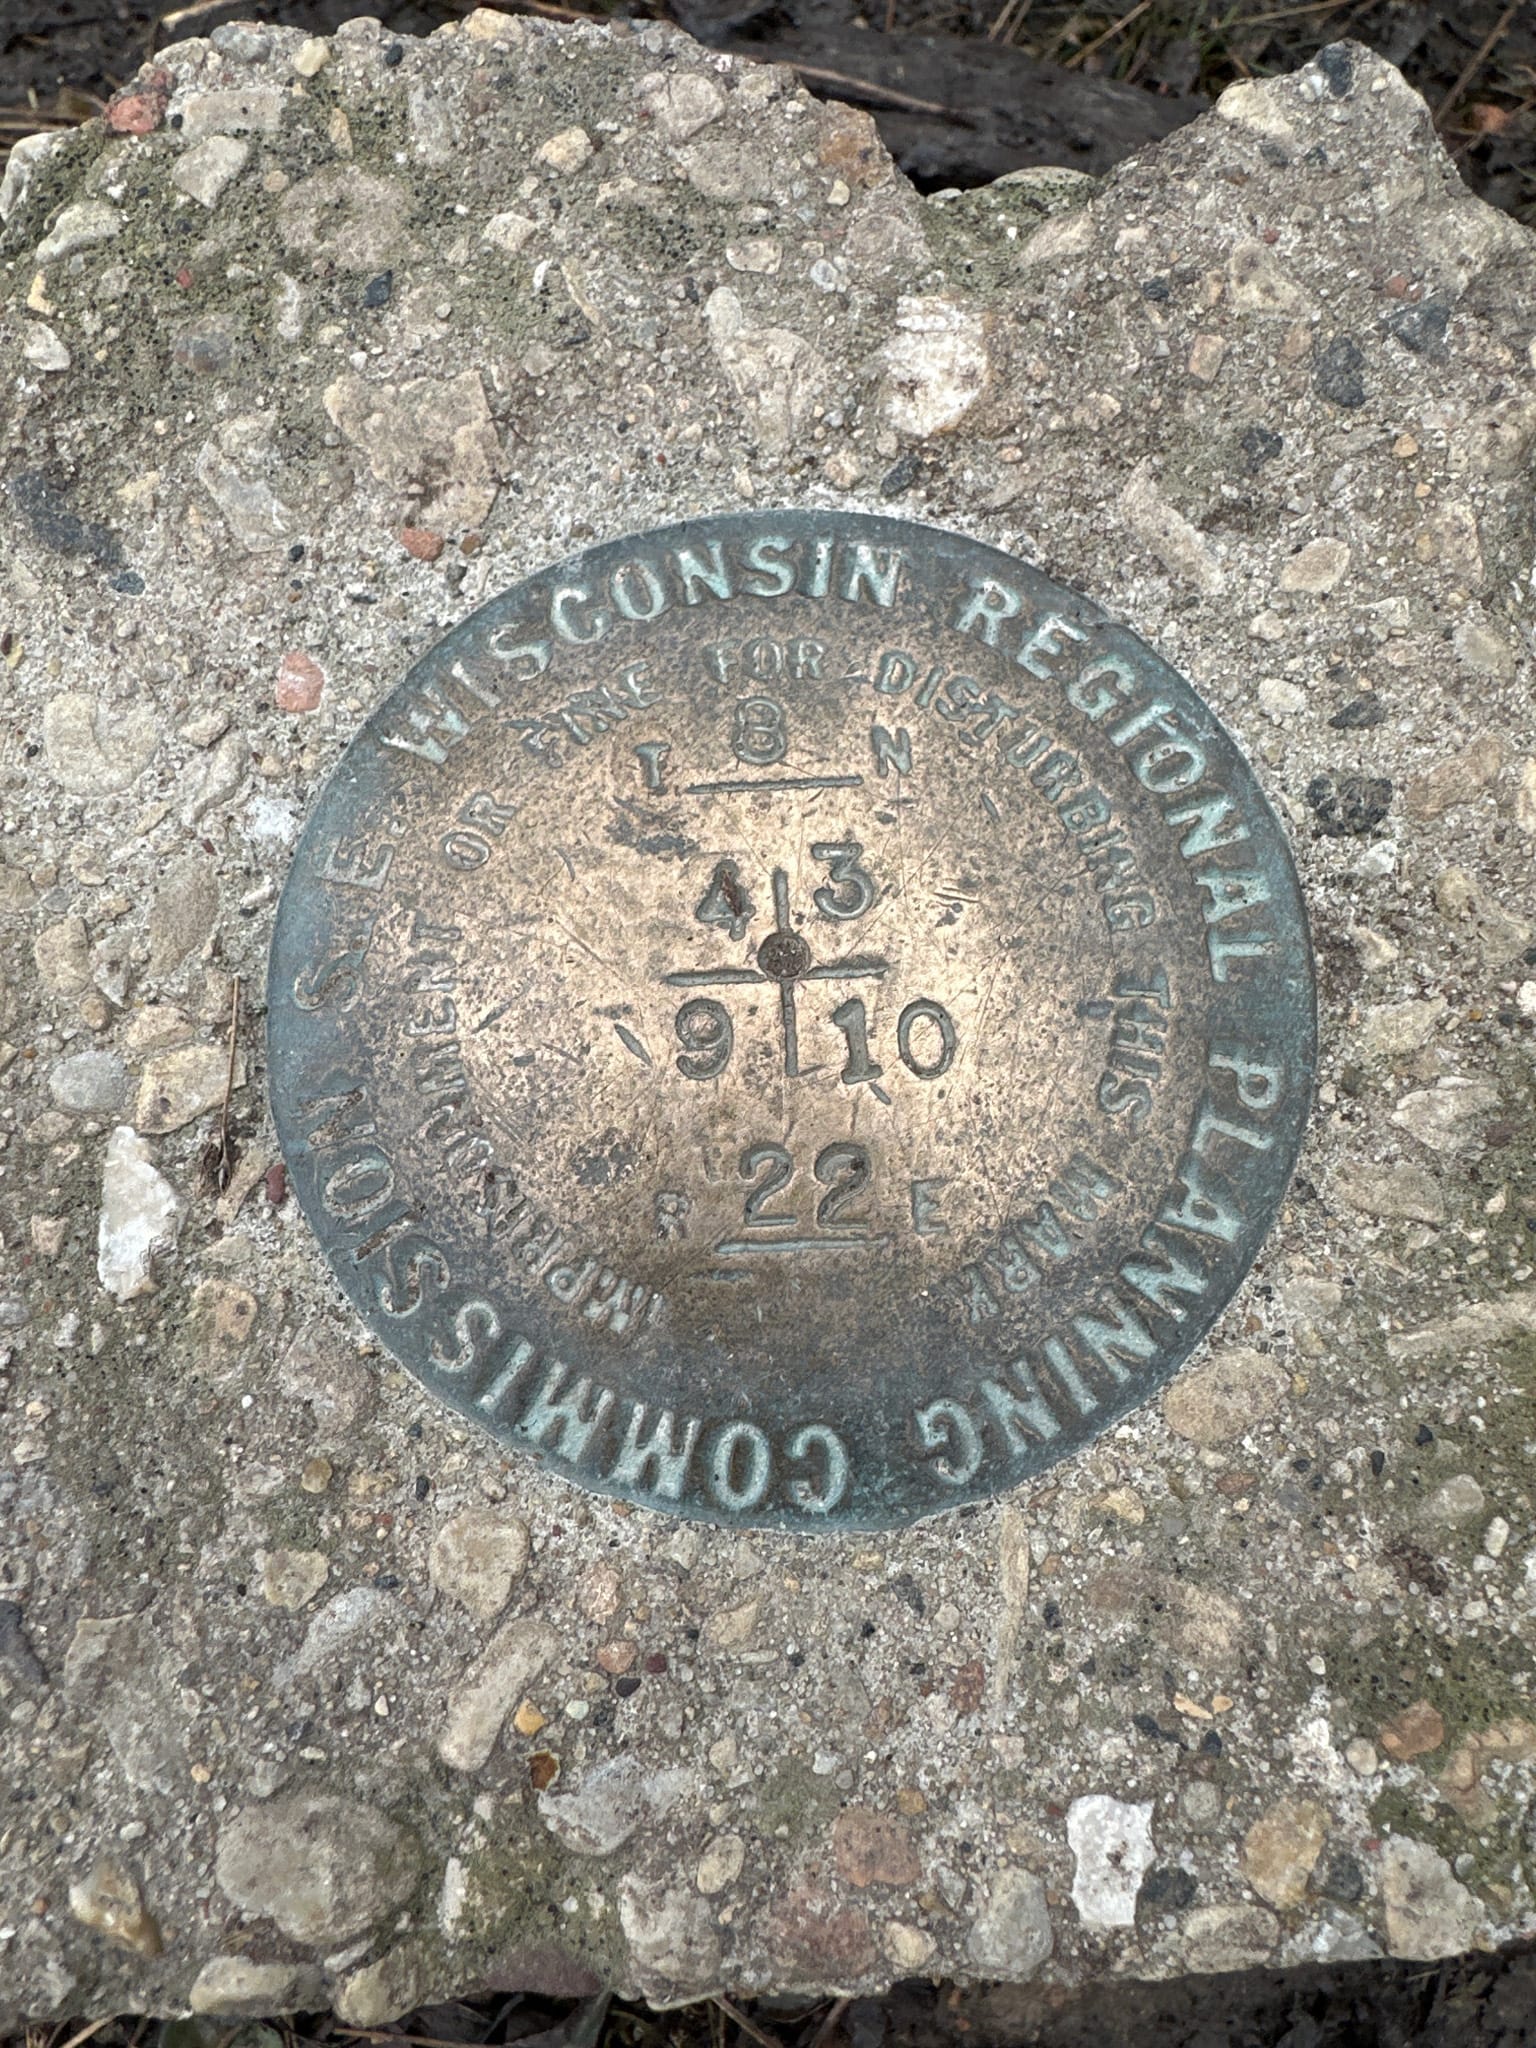 S E WISCONSIN REGIONAL PLANNING COMMISSION
IMPRISONMENT OR FINE FOR DISTURBING THIS MARK
T 8 N
4 3
9 10
R 22 E